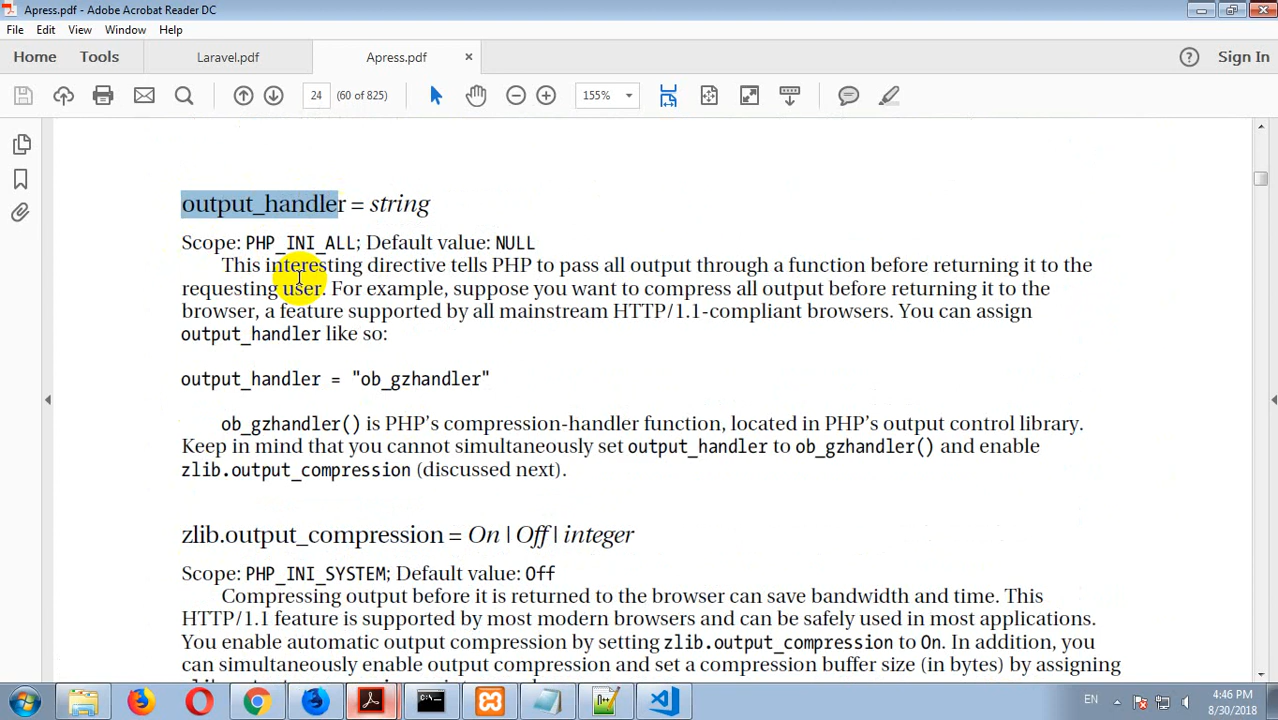 Apress.pdf - Adobe Acrobat Reader DC
File Edit View Window Help
Home Tools Laravel.pdf Apress.pdf × ? Sign In
24 (60 of 825) 155%
output_handler = string
Scope: PHP_INI_ALL; Default value: NULL
This interesting directive tells PHP to pass all output through a function before returning it to the
requesting user. For example, suppose you want to compress all output before returning it to the
browser, a feature supported by all mainstream HTTP/1.1-compliant browsers. You can assign
output_handler like so:
output_handler = "ob_gzhandler"
ob_gzhandler() is PHP’s compression-handler function, located in PHP’s output control library.
Keep in mind that you cannot simultaneously set output_handler to ob_gzhandler() and enable
zlib.output_compression (discussed next).
zlib.output_compression = On | Off | integer
Scope: PHP_INI_SYSTEM; Default value: Off
Compressing output before it is returned to the browser can save bandwidth and time. This
HTTP/1.1 feature is supported by most modern browsers and can be safely used in most applications.
You enable automatic output compression by setting zlib.output_compression to On. In addition, you
can simultaneously enable output compression and set a compression buffer size (in bytes) by assigning
EN 4:46 PM
8/30/2018